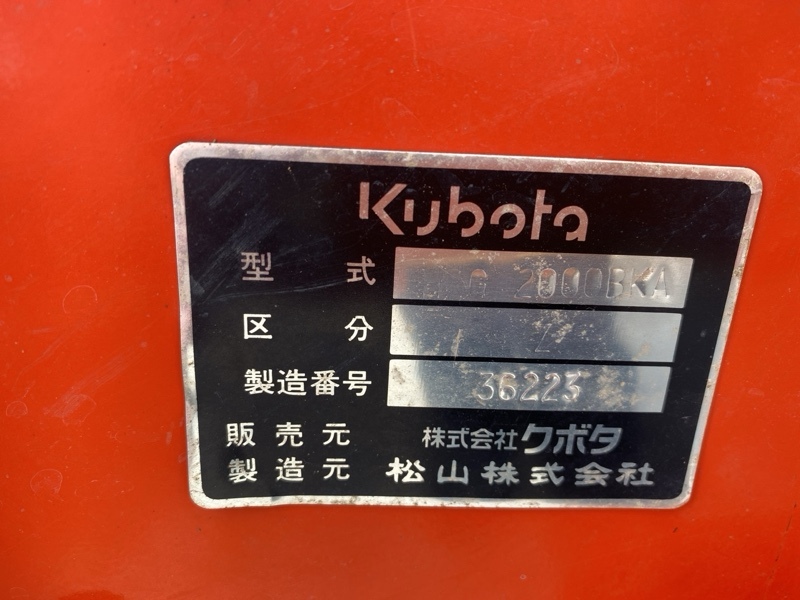 Kubota
型式 2000BKA
区分
製造番号 36223
販売元 株式会社クボタ
製造元 松山株式会社